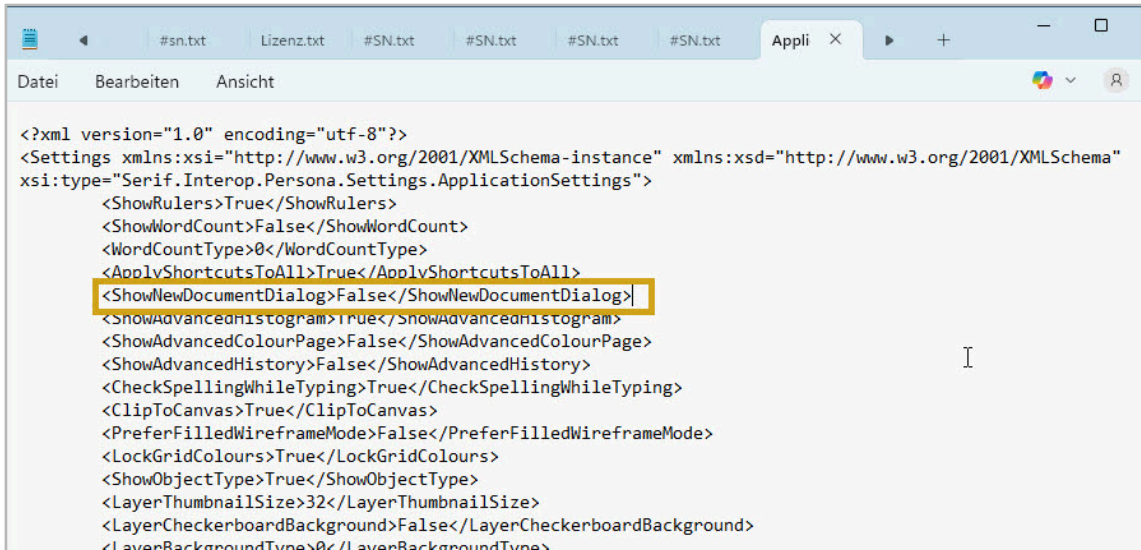 #sn.txt Lizenz.txt #SN.txt #SN.txt #SN.txt #SN.txt Appli
Datei Bearbeiten Ansicht
<?xml version="1.0" encoding="utf-8"?>
<Settings xmlns:xsi="http://www.w3.org/2001/XMLSchema-instance" xmlns:xsd="http://www.w3.org/2001/XMLSchema"
xsi:type="Serif.Interop.Persona.Settings.ApplicationSettings">
<ShowRulers>True</ShowRulers>
<ShowWordCount>False</ShowWordCount>
<WordCountType>0</WordCountType>
<ApplyShortcutsToAll>True</ApplyShortcutsToAll>
<ShowNewDocumentDialog>False</ShowNewDocumentDialog>
<ShowAdvancedHistogram>True</ShowAdvancedHistogram>
<ShowAdvancedColourPage>False</ShowAdvancedColourPage>
<ShowAdvancedHistory>False</ShowAdvancedHistory>
<CheckSpellingWhileTyping>True</CheckSpellingWhileTyping>
<ClipToCanvas>True</ClipToCanvas>
<PreferFilledWireframeMode>False</PreferFilledWireframeMode>
<LockGridColours>True</LockGridColours>
<ShowObjectType>True</ShowObjectType>
<LayerThumbnailSize>32</LayerThumbnailSize>
<LayerCheckerboardBackground>False</LayerCheckerboardBackground>
<LayerBackgroundType>0</LayerBackgroundType>